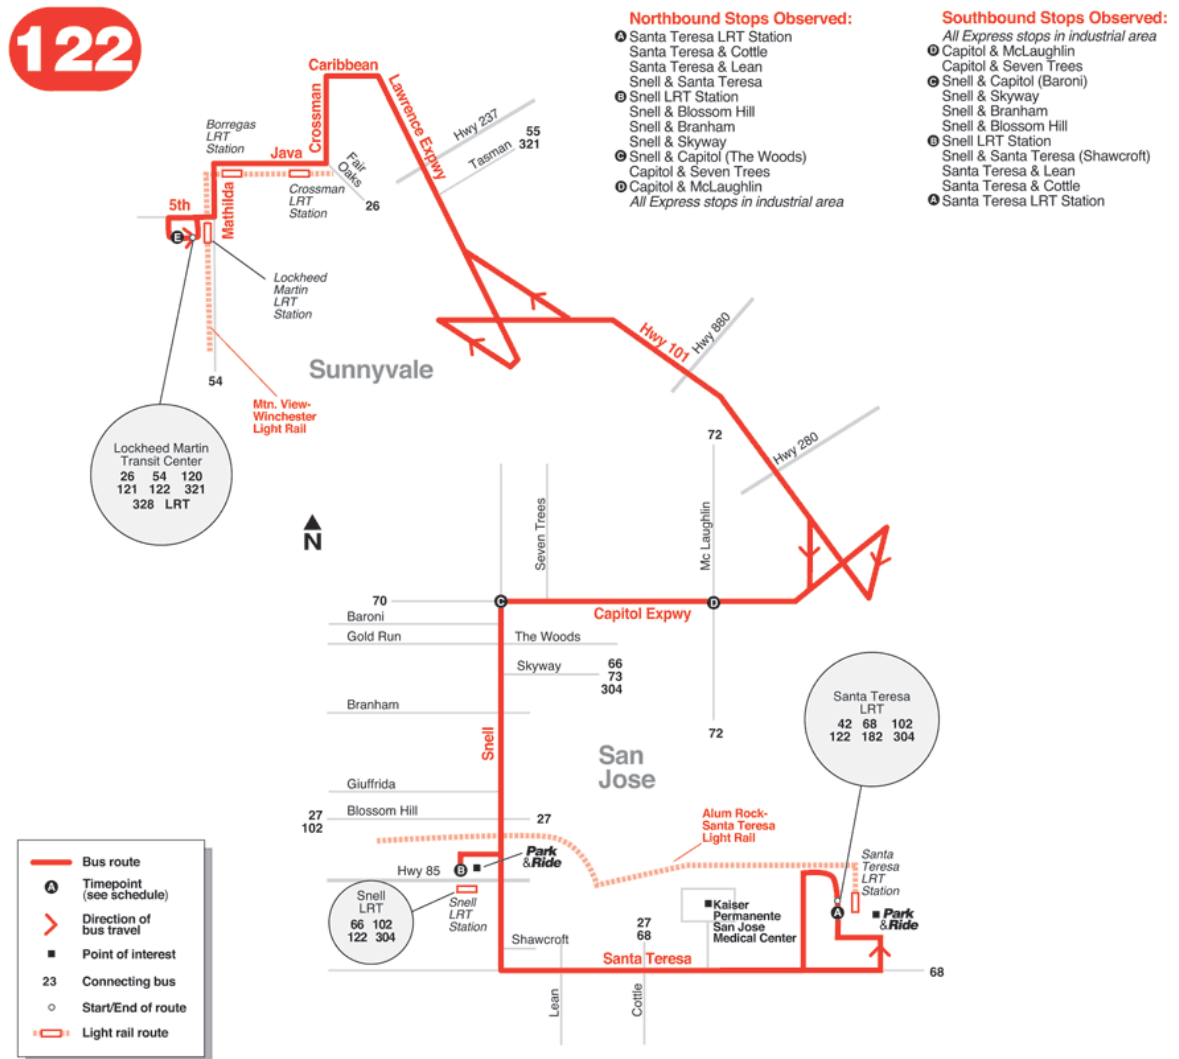 122
Northbound Stops Observed:
A Santa Teresa LRT Station
Santa Teresa & Cottle
Santa Teresa & Lean
Snell & Santa Teresa
B Snell LRT Station
Snell & Blossom Hill
Snell & Branham
Snell & Skyway
C Snell & Capitol (The Woods)
Capitol & Seven Trees
D Capitol & McLaughlin
All Express stops in industrial area
Southbound Stops Observed:
All Express stops in industrial area
D Capitol & McLaughlin
Capitol & Seven Trees
C Snell & Capitol (Baroni)
Snell & Skyway
Snell & Branham
Snell & Blossom Hill
B Snell LRT Station
Snell & Santa Teresa (Shawcroft)
Santa Teresa & Lean
Santa Teresa & Cottle
A Santa Teresa LRT Station
Caribbean
Crossman
Lawrence Expwy
Hwy 237
Tasman
55
321
Borregas
LRT
Station
Java
Fair
Oaks
26
Crossman
LRT
Station
5th
Mathilda
E
Lockheed
Martin
LRT
Station
54
Sunnyvale
Mtn. View-
Winchester
Light Rail
Hwy 101
Hwy 880
Hwy 280
Lockheed Martin
Transit Center
26 54 120
121 122 321
328 LRT
N
72
Seven Trees
Mc Laughlin
70
C
D
Capitol Expwy
Baroni
Gold Run
The Woods
Skyway
66
73
304
Branham
72
Snell
San
Jose
Santa Teresa
LRT
42 68 102
122 182 304
Giuffrida
27
102
Blossom Hill
27
Alum Rock-
Santa Teresa
Light Rail
Park
&Ride
Hwy 85
B
Snell
LRT
66 102
122 304
Snell
LRT
Station
Santa
Teresa
LRT
Station
A
Park
&Ride
Kaiser
Permanente
San Jose
Medical Center
27
68
Shawcroft
Santa Teresa
68
Lean
Cottle
Bus route
A
Timepoint
(see schedule)
Direction of
bus travel
Point of interest
23
Connecting bus
Start/End of route
Light rail route